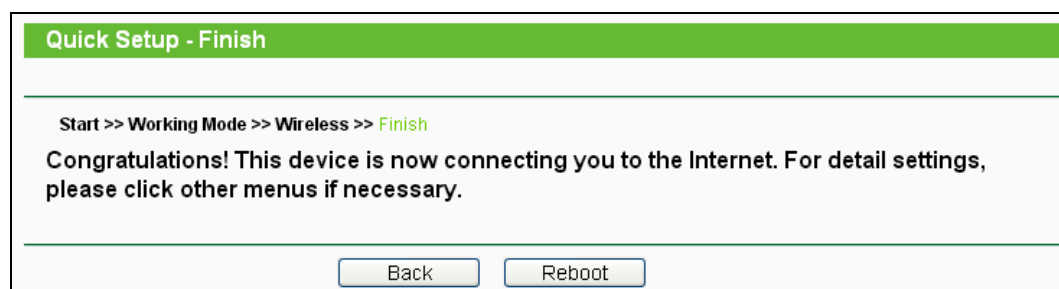 Quick Setup - Finish
Start >> Working Mode >> Wireless >> Finish
Congratulations! This device is now connecting you to the Internet. For detail settings,
please click other menus if necessary.
Back Reboot